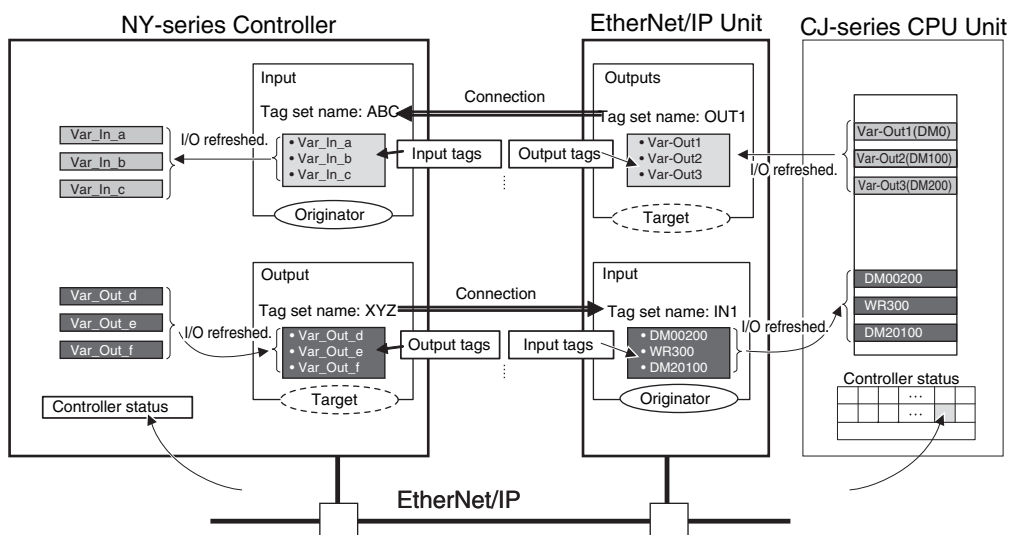 NY-series Controller
EtherNet/IP Unit
CJ-series CPU Unit
Input
Tag set name: ABC
• Var_In_a
• Var_In_b
• Var_In_c
Originator
Var_In_a
Var_In_b
Var_In_c
I/O refreshed.
Connection
Input tags
Output tags
Outputs
Tag set name: OUT1
• Var-Out1
• Var-Out2
• Var-Out3
Target
I/O refreshed.
Var-Out1(DM0)
Var-Out2(DM100)
Var-Out3(DM200)
Output
Tag set name: XYZ
• Var_Out_d
• Var_Out_e
• Var_Out_f
Target
Var_Out_d
Var_Out_e
Var_Out_f
I/O refreshed.
Connection
Output tags
Input tags
Input
Tag set name: IN1
• DM00200
• WR300
• DM20100
Originator
I/O refreshed.
DM00200
WR300
DM20100
Controller status
Controller status
...
...
EtherNet/IP